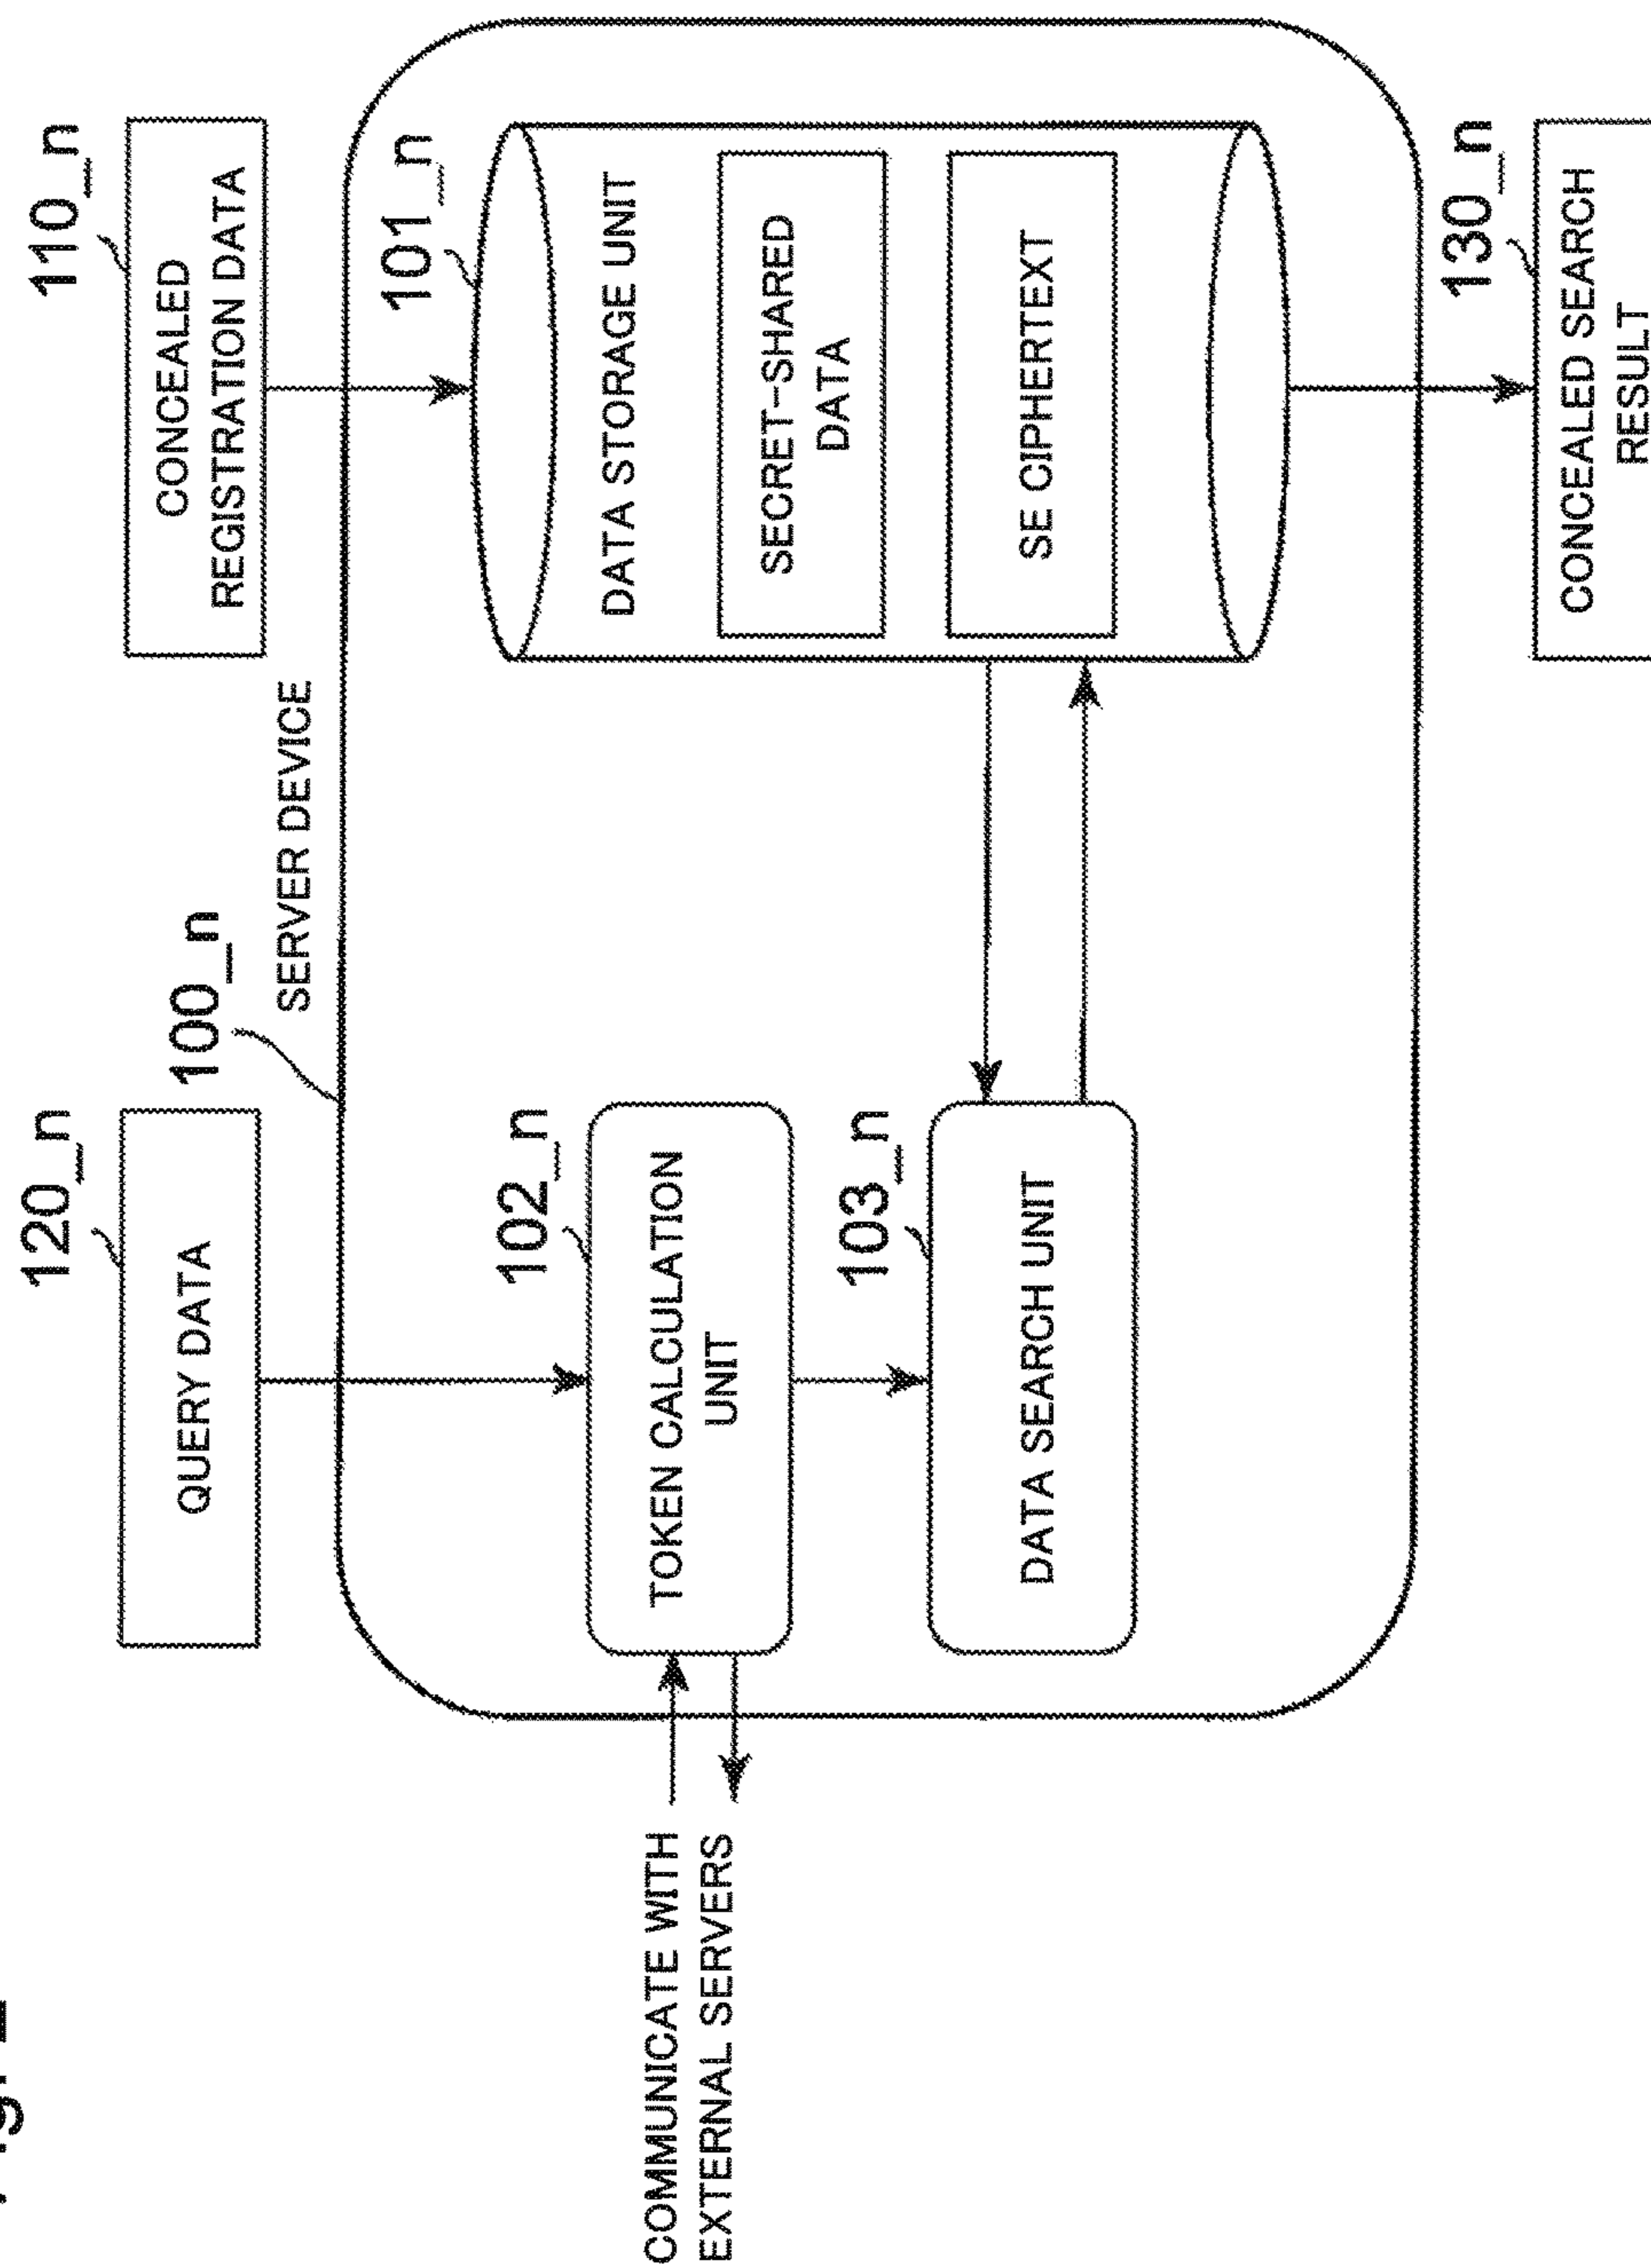 120_n
QUERY DATA
110_n
CONCEALED
REGISTRATION DATA
100_n
SERVER DEVICE
101_n
DATA STORAGE UNIT
SECRET-SHARED
DATA
SE CIPHERTEXT
102_n
TOKEN CALCULATION
UNIT
COMMUNICATE WITH
EXTERNAL SERVERS
103_n
DATA SEARCH UNIT
130_n
CONCEALED SEARCH
RESULT